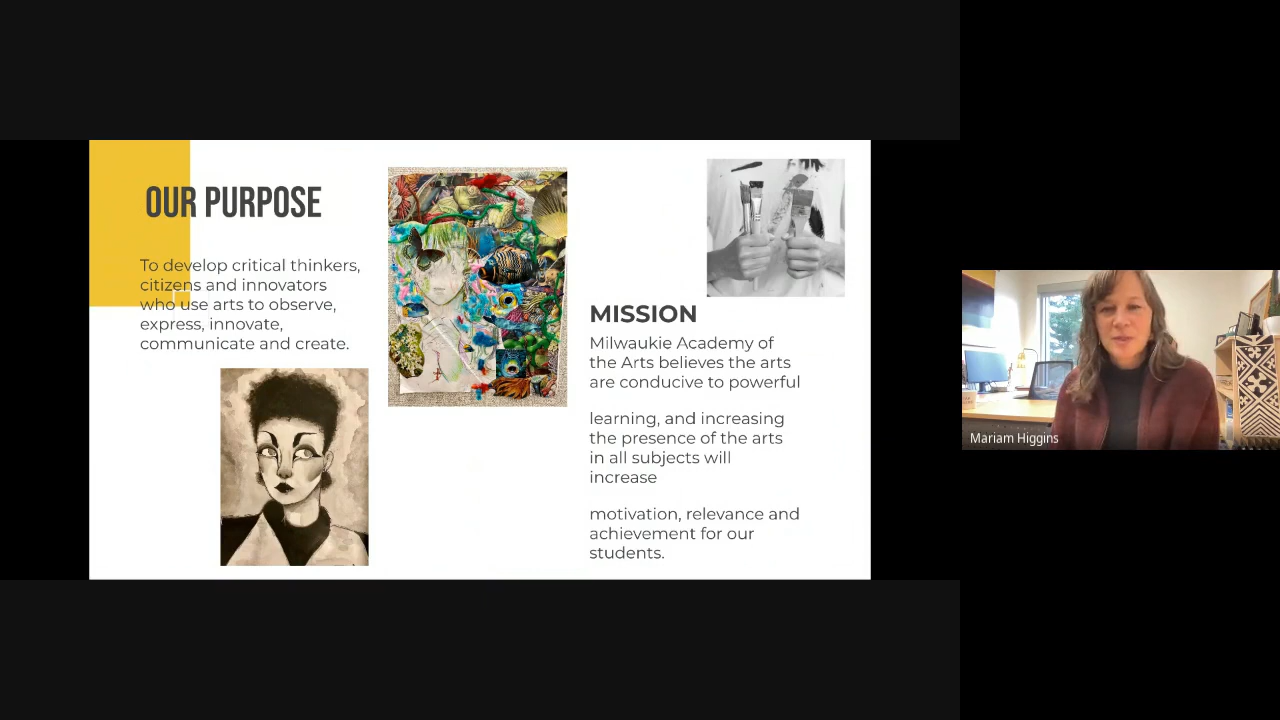 OUR PURPOSE
To develop critical thinkers,
citizens and innovators
who use arts to observe,
express, innovate,
communicate and create.
MISSION
Milwaukie Academy of
the Arts believes the arts
are conducive to powerful
learning, and increasing
the presence of the arts
in all subjects will
increase
motivation, relevance and
achievement for our
students.
Mariam Higgins